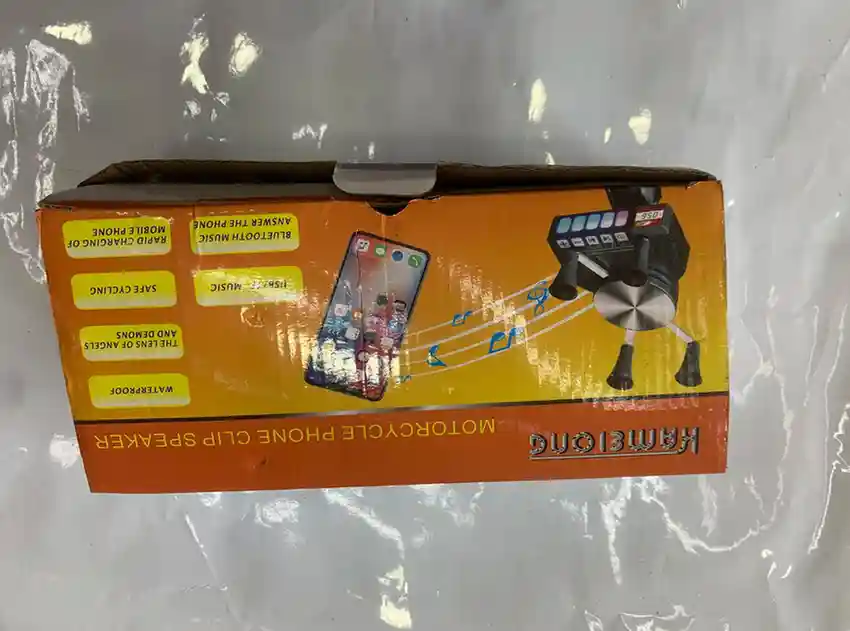 KAMEIONG
MOTORCYCLE PHONE CLIP SPEAKER
WATERPROOF
THE LENS OF ANGELS
AND DEMONS
SAFE CYCLING
RAPID CHARGING OF
MOBILE PHONE
MUSIC
BLUETOOTH MUSIC
ANSWER THE PHONE
USB